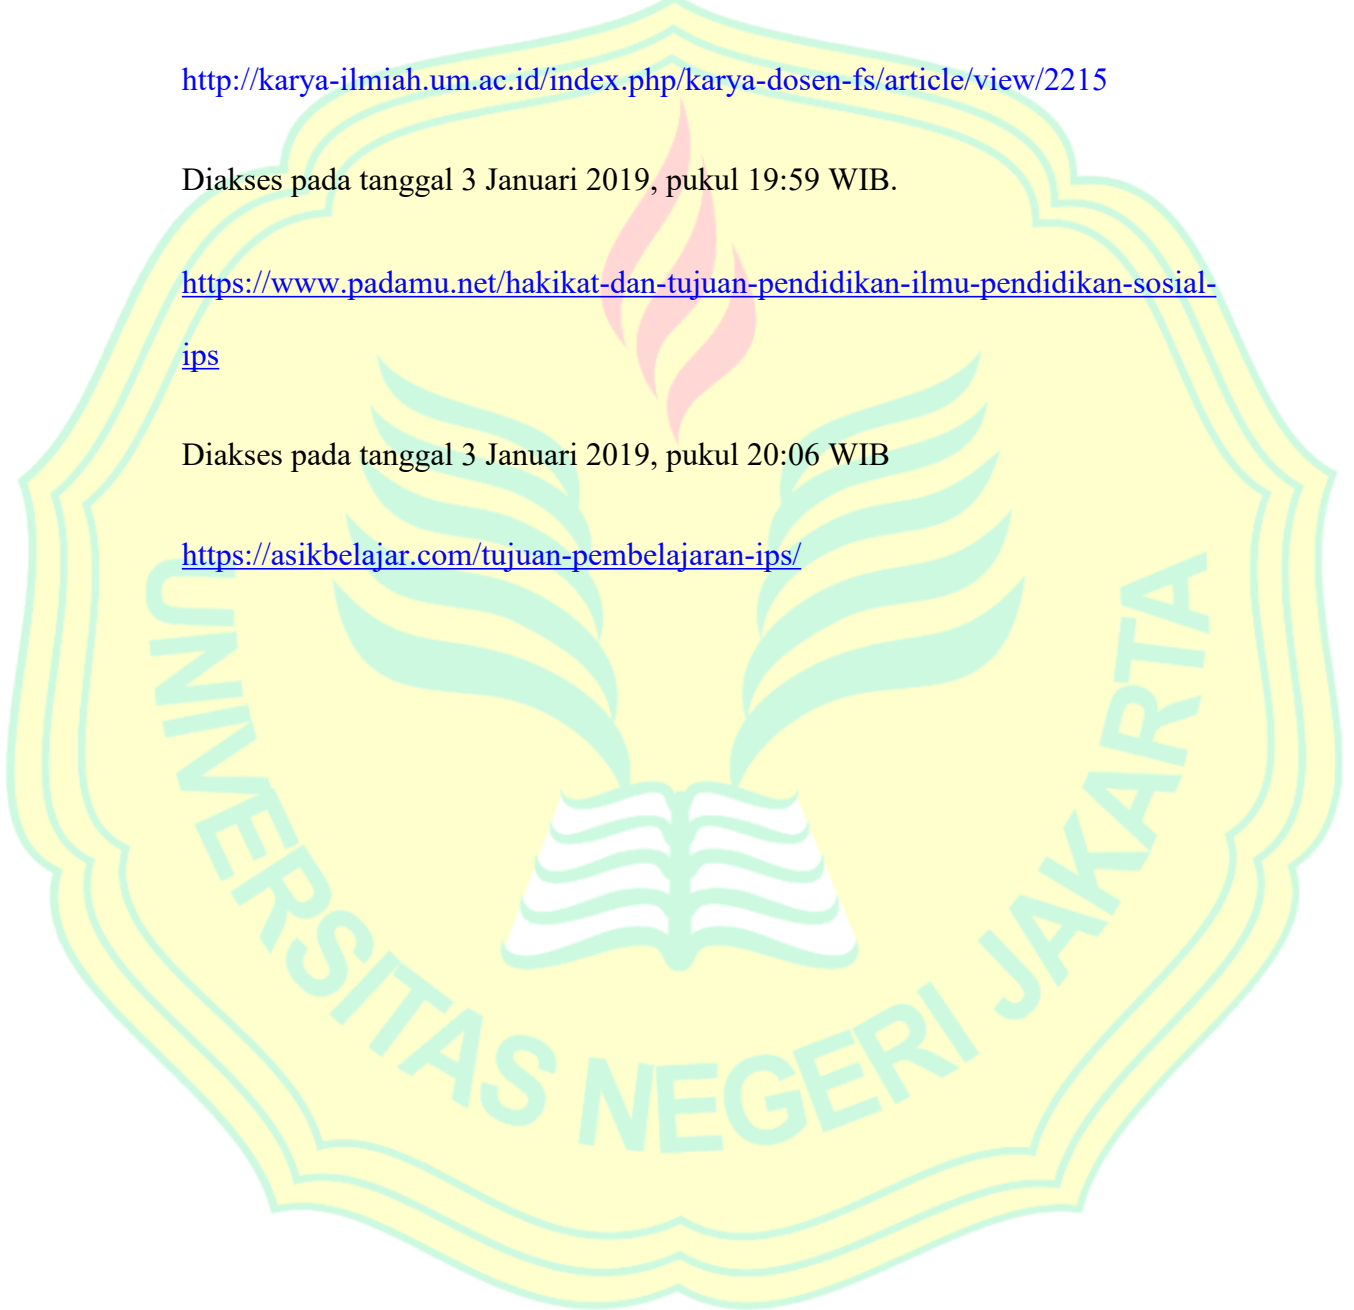 http://karya-ilmiah.um.ac.id/index.php/karya-dosen-fs/article/view/2215
Diakses pada tanggal 3 Januari 2019, pukul 19:59 WIB.
https://www.padamu.net/hakikat-dan-tujuan-pendidikan-ilmu-pendidikan-sosial-
ips
Diakses pada tanggal 3 Januari 2019, pukul 20:06 WIB
https://asikbelajar.com/tujuan-pembelajaran-ips/
UNIVERSITAS NEGERI JAKARTA